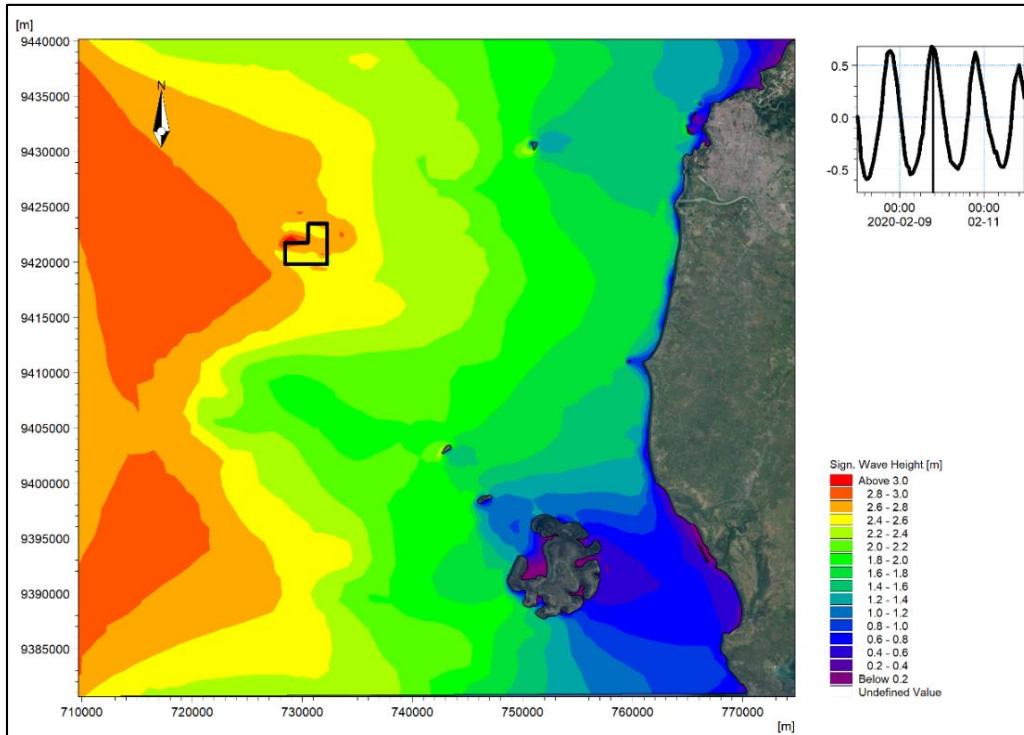 [m]
9440000
9435000
9430000
9425000
9420000
9415000
9410000
9405000
9400000
9395000
9390000
9385000
710000 720000 730000 740000 750000 760000 770000
[m]
N
0.5
0.0
-0.5
00:00 00:00
2020-02-09 02-11
Sign. Wave Height [m]
Above 3.0
2.8 - 3.0
2.6 - 2.8
2.4 - 2.6
2.2 - 2.4
2.0 - 2.2
1.8 - 2.0
1.6 - 1.8
1.4 - 1.6
1.2 - 1.4
1.0 - 1.2
0.8 - 1.0
0.6 - 0.8
0.4 - 0.6
0.2 - 0.4
Below 0.2
Undefined Value